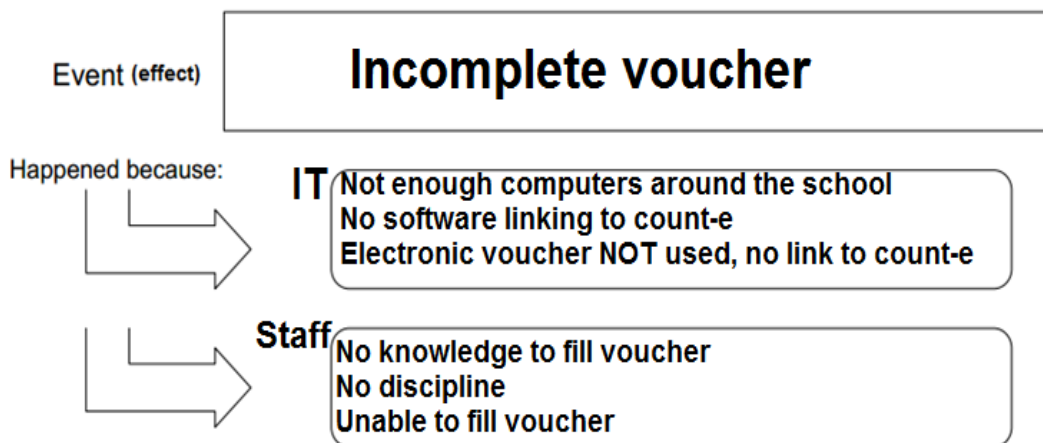 Event (effect)
Incomplete voucher
Happened because:
IT
Not enough computers around the school
No software linking to count-e
Electronic voucher NOT used, no link to count-e
Staff
No knowledge to fill voucher
No discipline
Unable to fill voucher